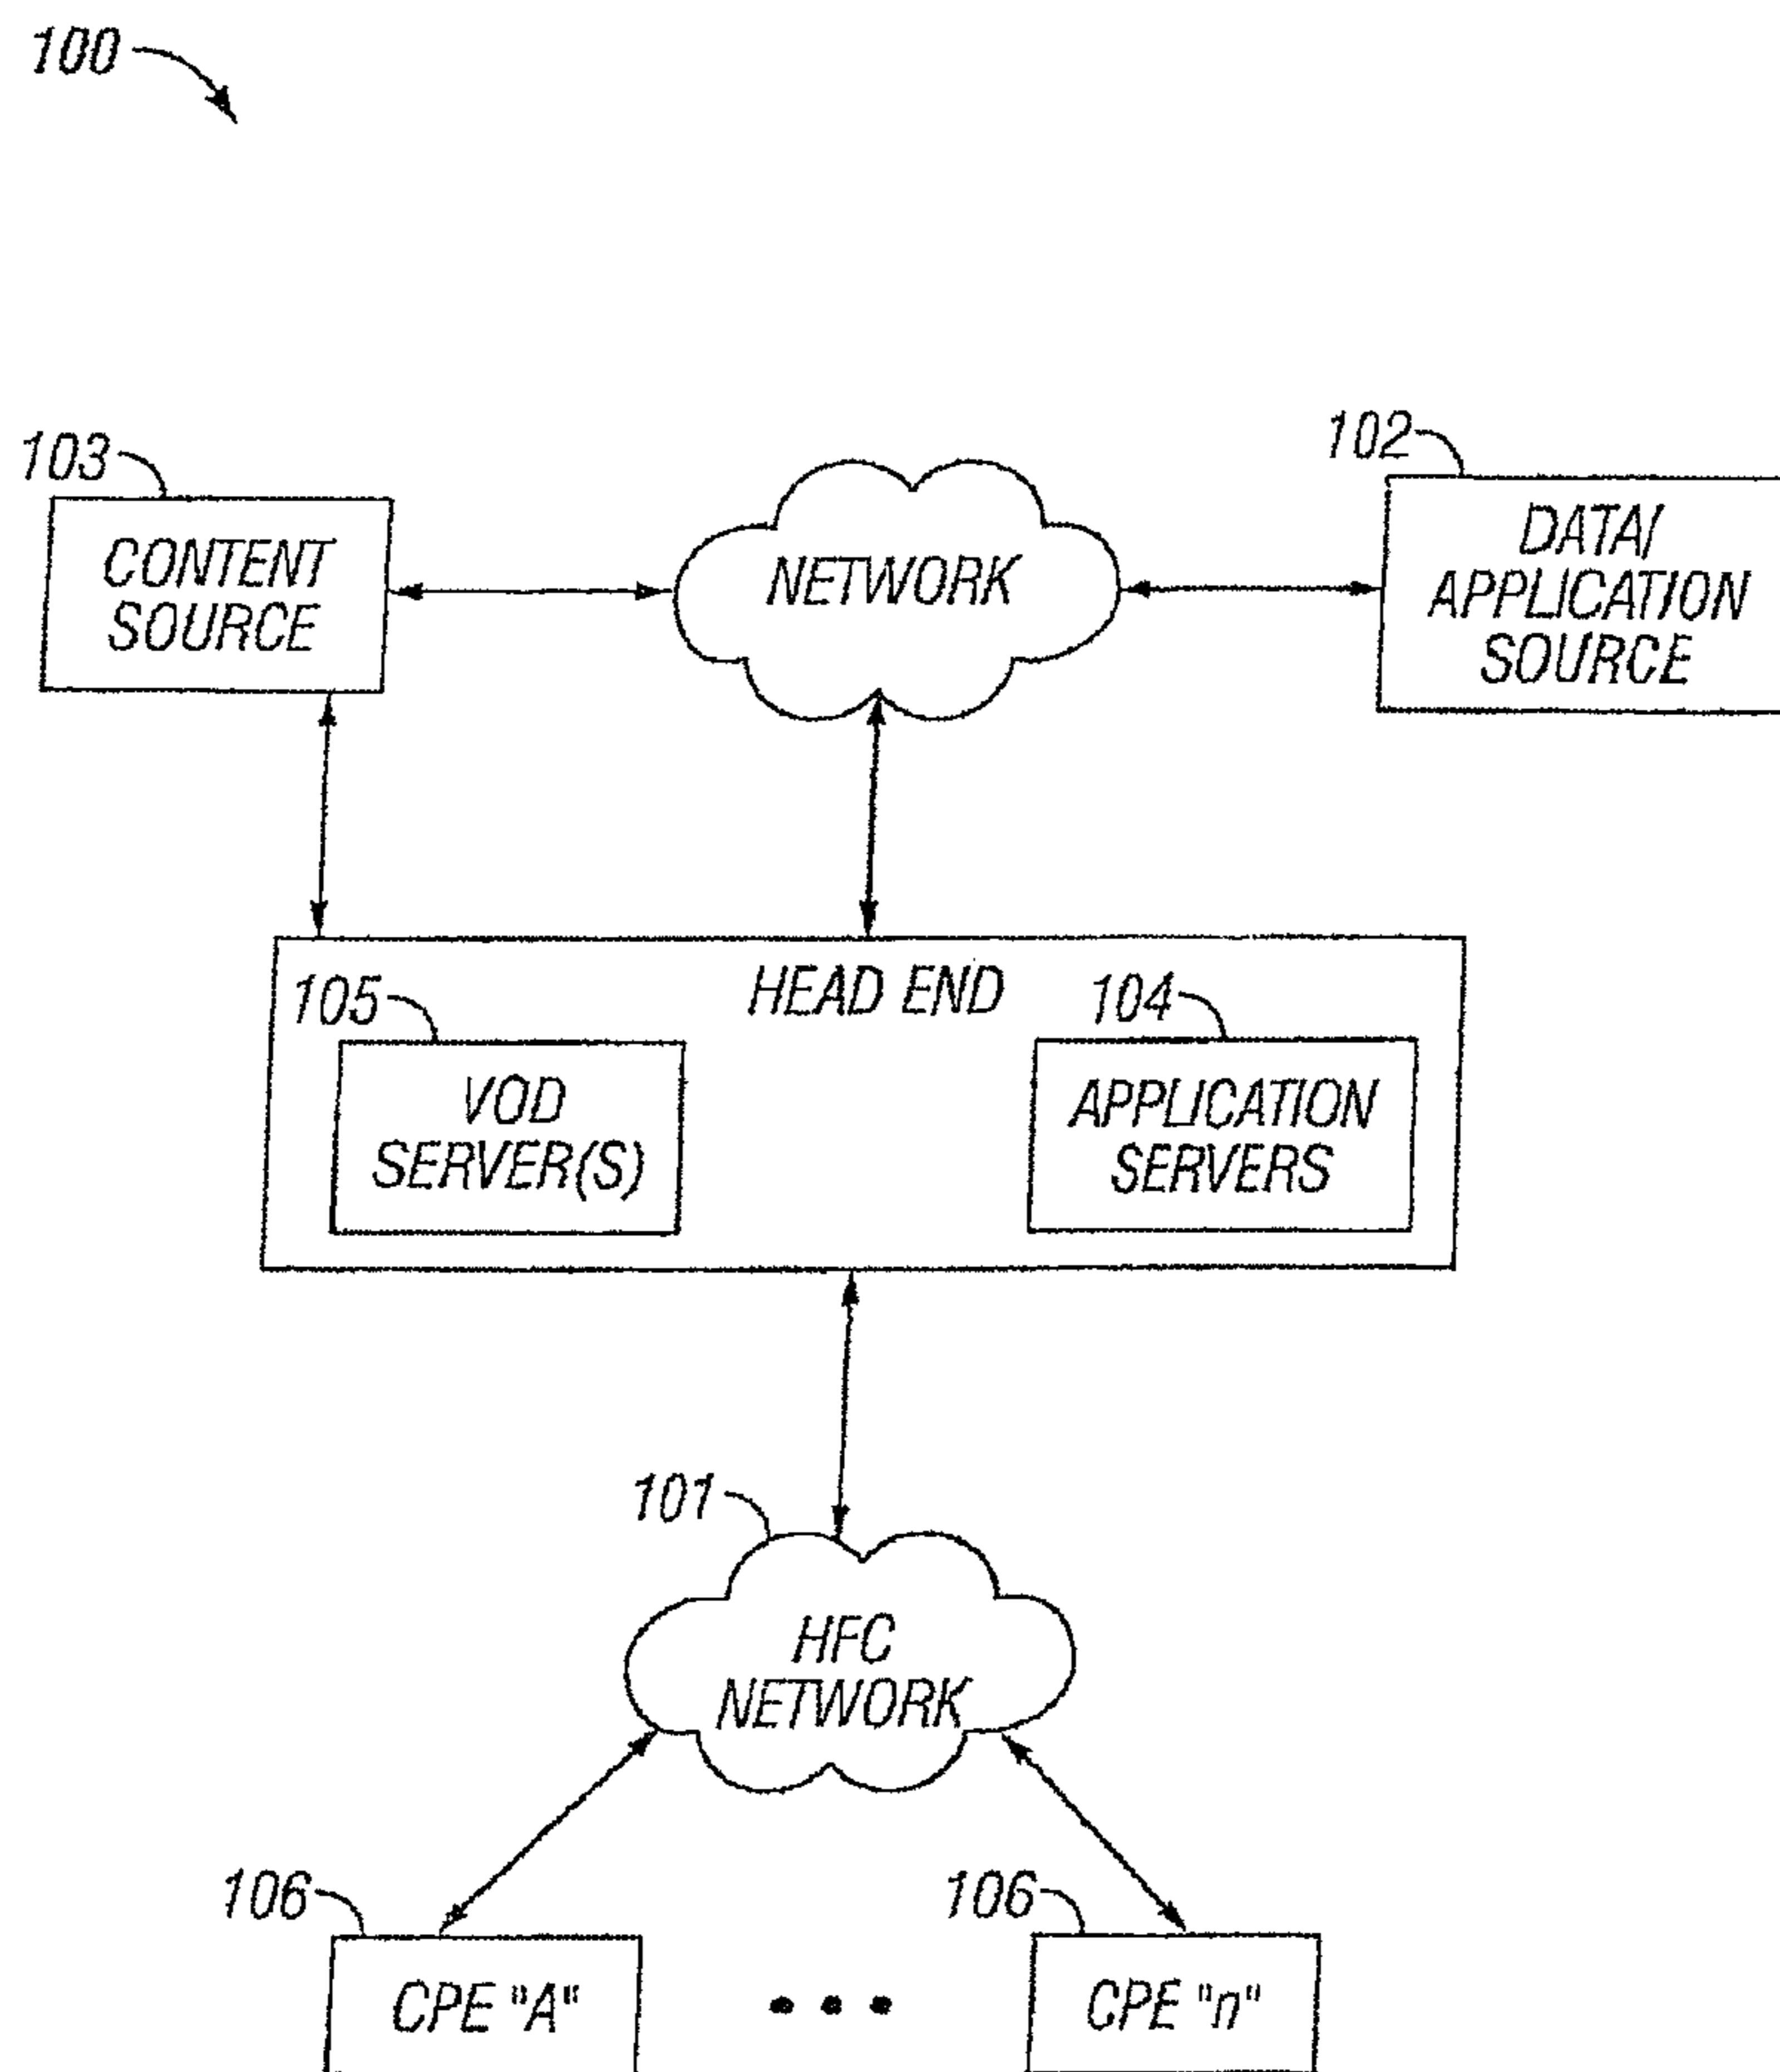 100
103
102
CONTENT
SOURCE
NETWORK
DATA/
APPLICATION
SOURCE
HEAD END
105
104
VOD
SERVER(S)
APPLICATION
SERVERS
101
HFC
NETWORK
106
106
CPE "A"
• • •
CPE "n"